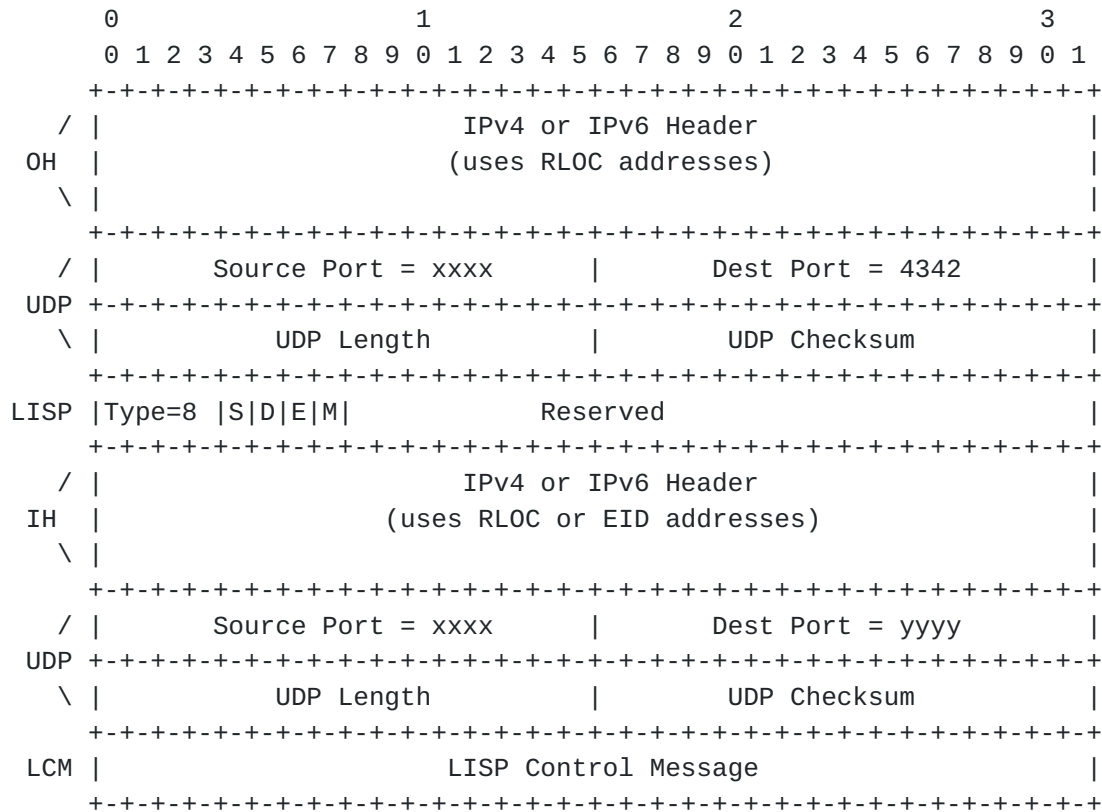 0                   1                   2                   3
        0 1 2 3 4 5 6 7 8 9 0 1 2 3 4 5 6 7 8 9 0 1 2 3 4 5 6 7 8 9 0 1
       +-+-+-+-+-+-+-+-+-+-+-+-+-+-+-+-+-+-+-+-+-+-+-+-+-+-+-+-+-+-+-+-+
     / |                       IPv4 or IPv6 Header                     |
   OH  |                      (uses RLOC addresses)                    |
     \ |                                                               |
       +-+-+-+-+-+-+-+-+-+-+-+-+-+-+-+-+-+-+-+-+-+-+-+-+-+-+-+-+-+-+-+-+
     / |       Source Port = xxxx      |       Dest Port = 4342        |
   UDP +-+-+-+-+-+-+-+-+-+-+-+-+-+-+-+-+-+-+-+-+-+-+-+-+-+-+-+-+-+-+-+-+
     \ |           UDP Length          |        UDP Checksum           |
       +-+-+-+-+-+-+-+-+-+-+-+-+-+-+-+-+-+-+-+-+-+-+-+-+-+-+-+-+-+-+-+-+
  LISP |Type=8 |S|D|E|M|            Reserved                           |
       +-+-+-+-+-+-+-+-+-+-+-+-+-+-+-+-+-+-+-+-+-+-+-+-+-+-+-+-+-+-+-+-+
     / |                       IPv4 or IPv6 Header                     |
   IH  |                  (uses RLOC or EID addresses)                 |
     \ |                                                               |
       +-+-+-+-+-+-+-+-+-+-+-+-+-+-+-+-+-+-+-+-+-+-+-+-+-+-+-+-+-+-+-+-+
     / |       Source Port = xxxx      |       Dest Port = yyyy        |
   UDP +-+-+-+-+-+-+-+-+-+-+-+-+-+-+-+-+-+-+-+-+-+-+-+-+-+-+-+-+-+-+-+-+
     \ |           UDP Length          |        UDP Checksum           |
       +-+-+-+-+-+-+-+-+-+-+-+-+-+-+-+-+-+-+-+-+-+-+-+-+-+-+-+-+-+-+-+-+
   LCM |                      LISP Control Message                     |
       +-+-+-+-+-+-+-+-+-+-+-+-+-+-+-+-+-+-+-+-+-+-+-+-+-+-+-+-+-+-+-+-+